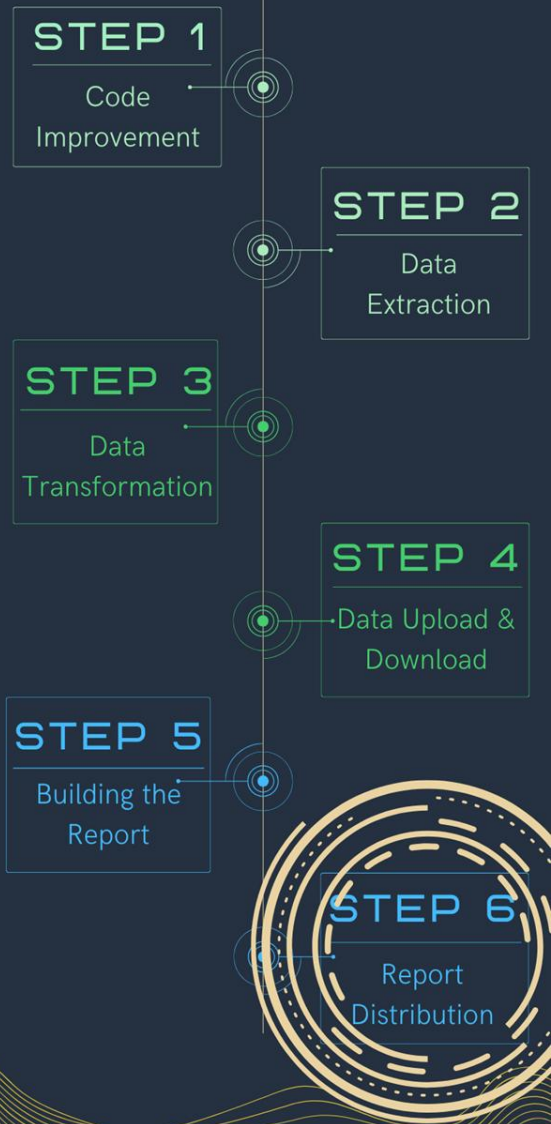 STEP 1
Code
Improvement
STEP 2
Data
Extraction
STEP 3
Data
Transformation
STEP 4
Data Upload &
Download
STEP 5
Building the
Report
STEP 6
Report
Distribution